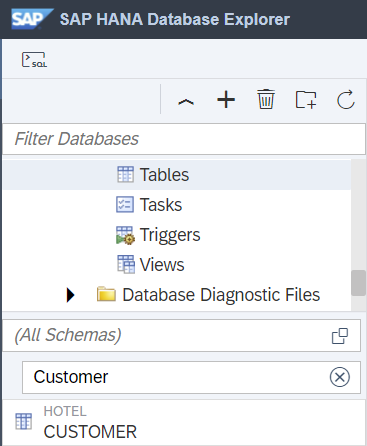 SAP SAP HANA Database Explorer
SQL
Filter Databases
Tables
Tasks
Triggers
Views
Database Diagnostic Files
(All Schemas)
Customer
HOTEL
CUSTOMER